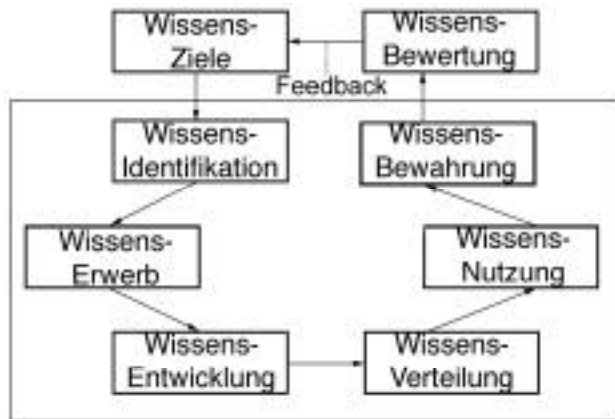 Wissens-
Ziele
Wissens-
Bewertung
Feedback
Wissens-
Identifikation
Wissens-
Bewahrung
Wissens-
Erwerb
Wissens-
Nutzung
Wissens-
Entwicklung
Wissens-
Verteilung